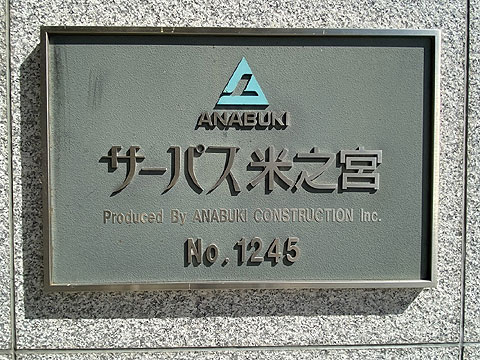 ANABUKI
サーパス米之宮
Produced By ANABUKI CONSTRUCTION Inc.
No.1245